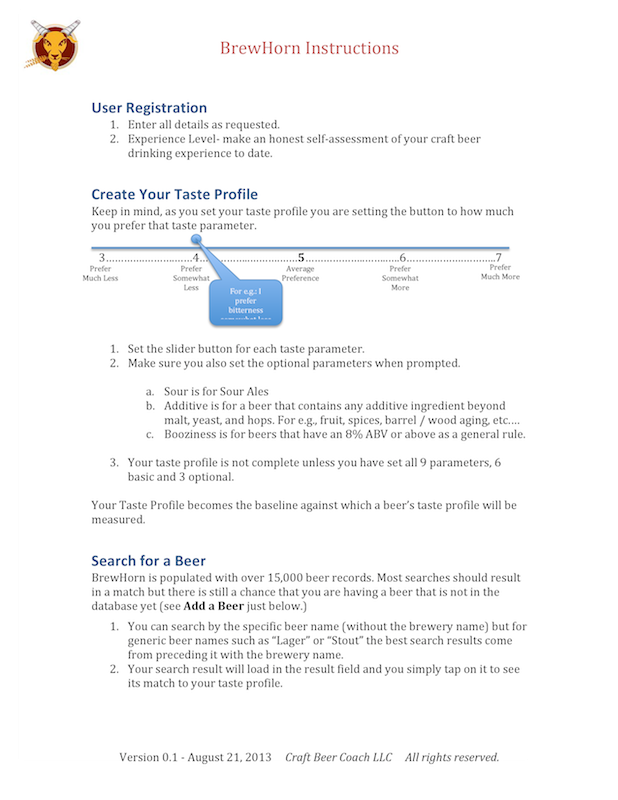 BrewHorn Instructions
User Registration
1. Enter all details as requested.
2. Experience Level- make an honest self-assessment of your craft beer
drinking experience to date.
Create Your Taste Profile
Keep in mind, as you set your taste profile you are setting the button to how much
you prefer that taste parameter.
3............................4............................5............................6............................7
Prefer Much Less
Prefer Somewhat Less
Average Preference
Prefer Somewhat More
Prefer Much More
For e.g.: I
prefer
bitterness
somewhat less
1. Set the slider button for each taste parameter.
2. Make sure you also set the optional parameters when prompted.
a. Sour is for Sour Ales
b. Additive is for a beer that contains any additive ingredient beyond
malt, yeast, and hops. For e.g., fruit, spices, barrel / wood aging, etc....
c. Booziness is for beers that have an 8% ABV or above as a general rule.
3. Your taste profile is not complete unless you have set all 9 parameters, 6
basic and 3 optional.
Your Taste Profile becomes the baseline against which a beer's taste profile will be
measured.
Search for a Beer
BrewHorn is populated with over 15,000 beer records. Most searches should result
in a match but there is still a chance that you are having a beer that is not in the
database yet (see Add a Beer just below.)
1. You can search by the specific beer name (without the brewery name) but for
generic beer names such as “Lager” or “Stout” the best search results come
from preceding it with the brewery name.
2. Your search result will load in the result field and you simply tap on it to see
its match to your taste profile.
Version 0.1 - August 21, 2013 Craft Beer Coach LLC All rights reserved.